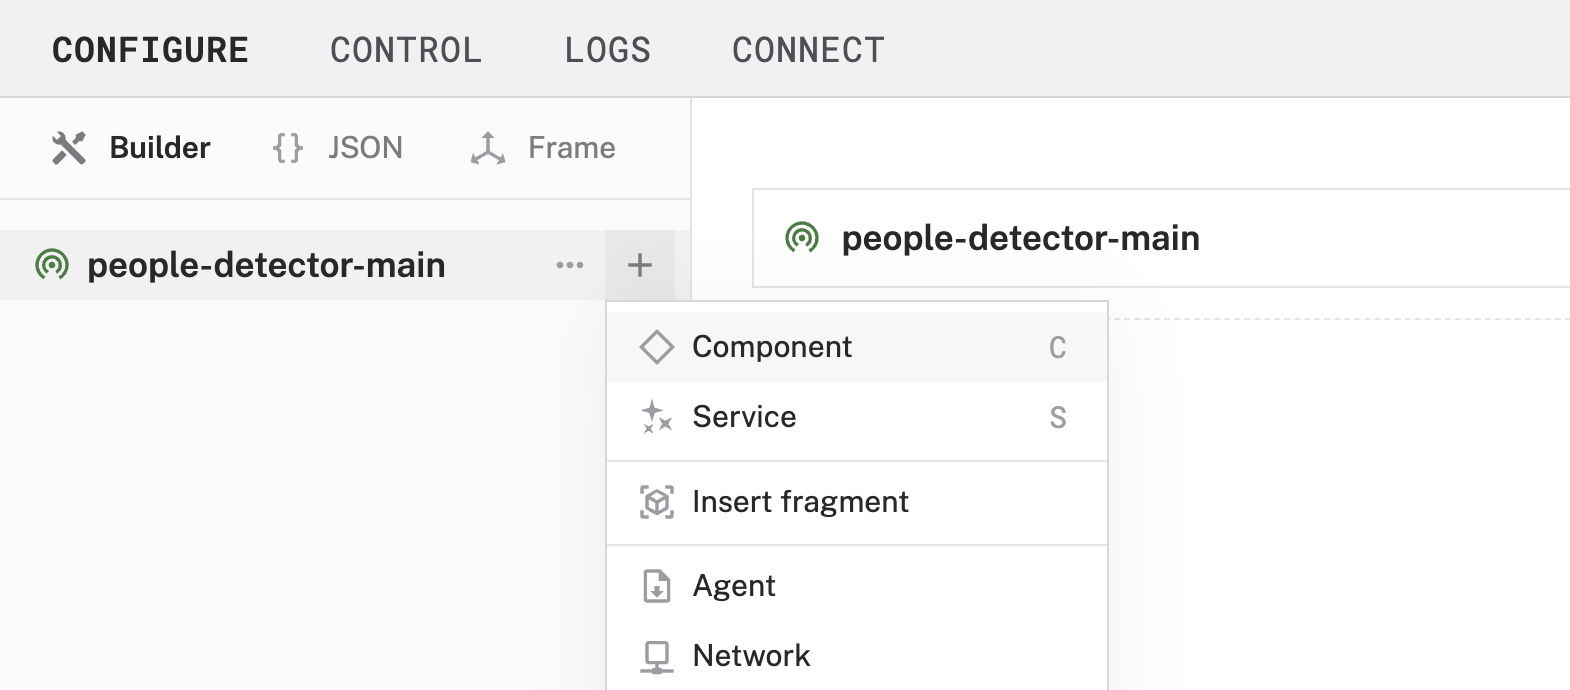 CONFIGURE CONTROL LOGS CONNECT
Builder {} JSON Frame
people-detector-main ... +
people-detector-main
Component C
Service S
Insert fragment
Agent
Network